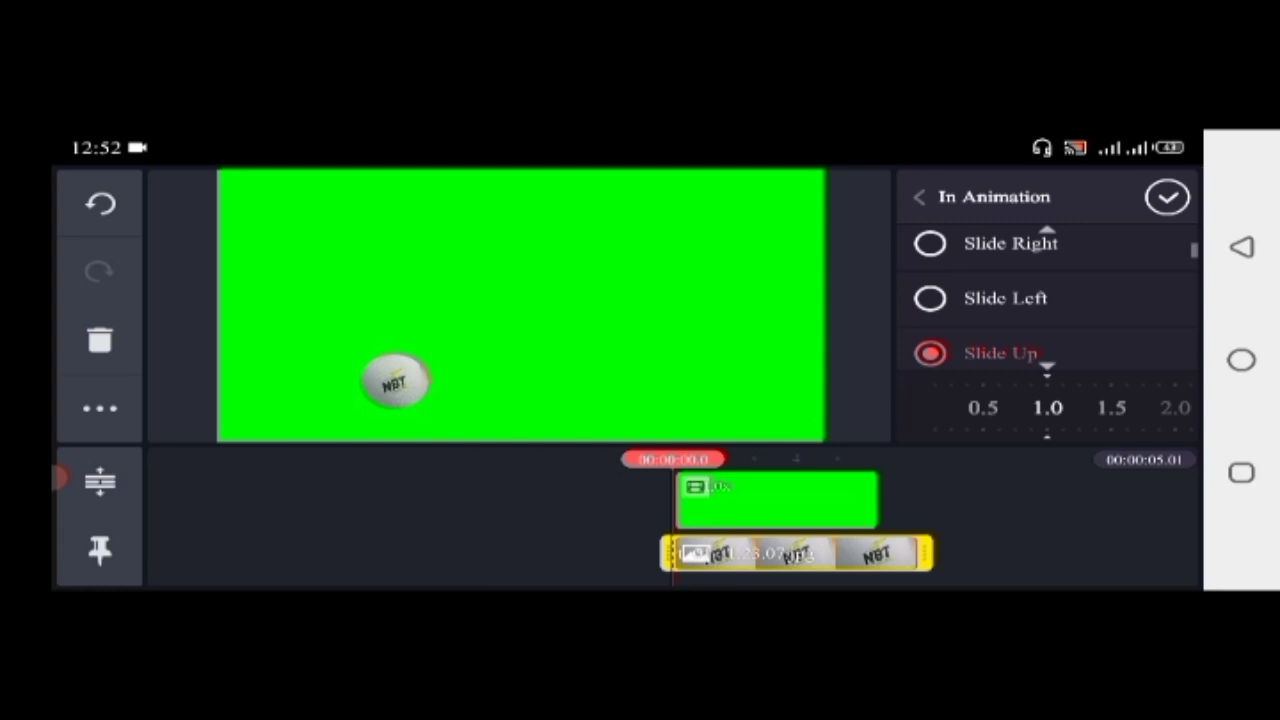 12:52
In Animation
Slide Right
Slide Left
Slide Up
NBT
0.5 1.0 1.5 2.0
00:00:00.0
00:00:05.01
NBT NBT NBT